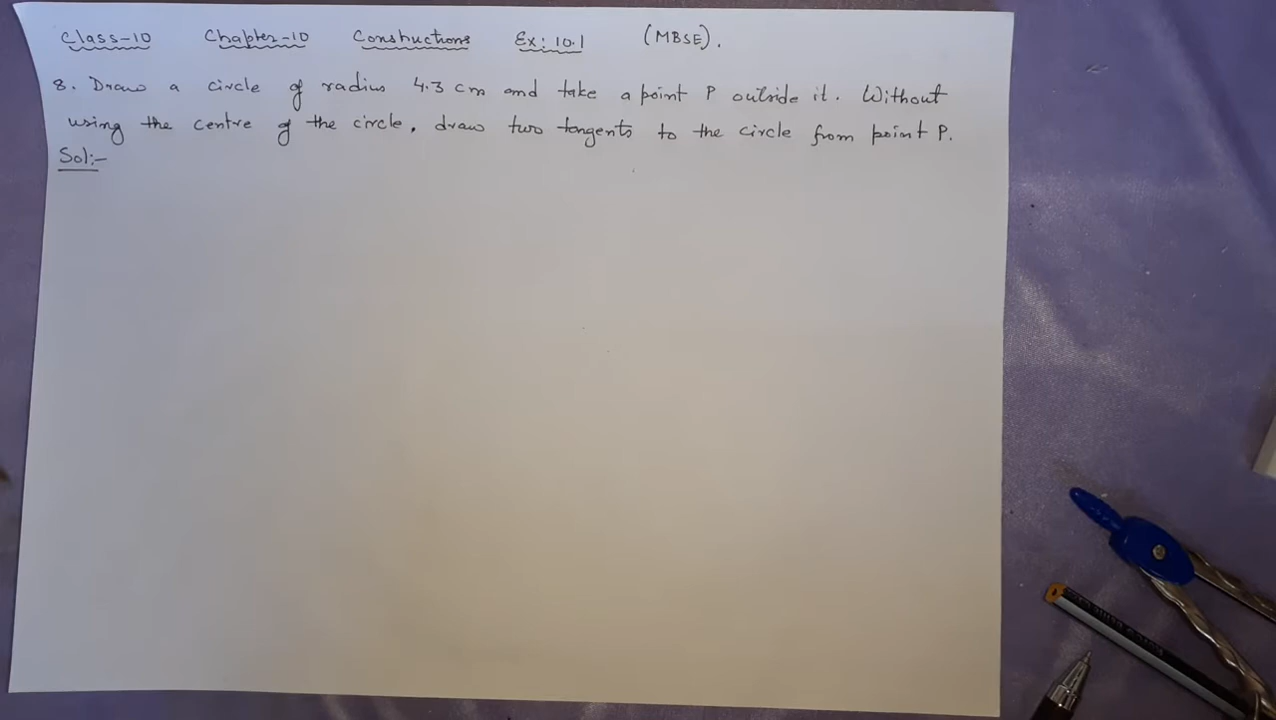 Class-10 Chapter-10 Constructions Ex: 10.1 (MBSE).
8. Draw a circle of radius 4.3 cm and take a point P outside it. Without
using the centre of the circle, draw two tangents to the circle from point P.
Sol:-